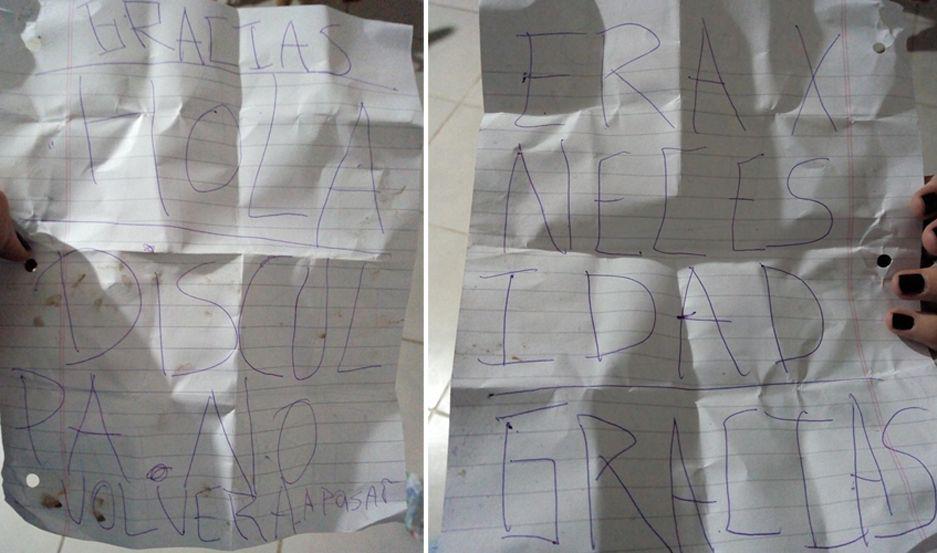 GRACIAS
HOLA
DISCUL
PA. NO
VOLVERA A PASAR
ERA X
NECES
IDAD
GRACIAS